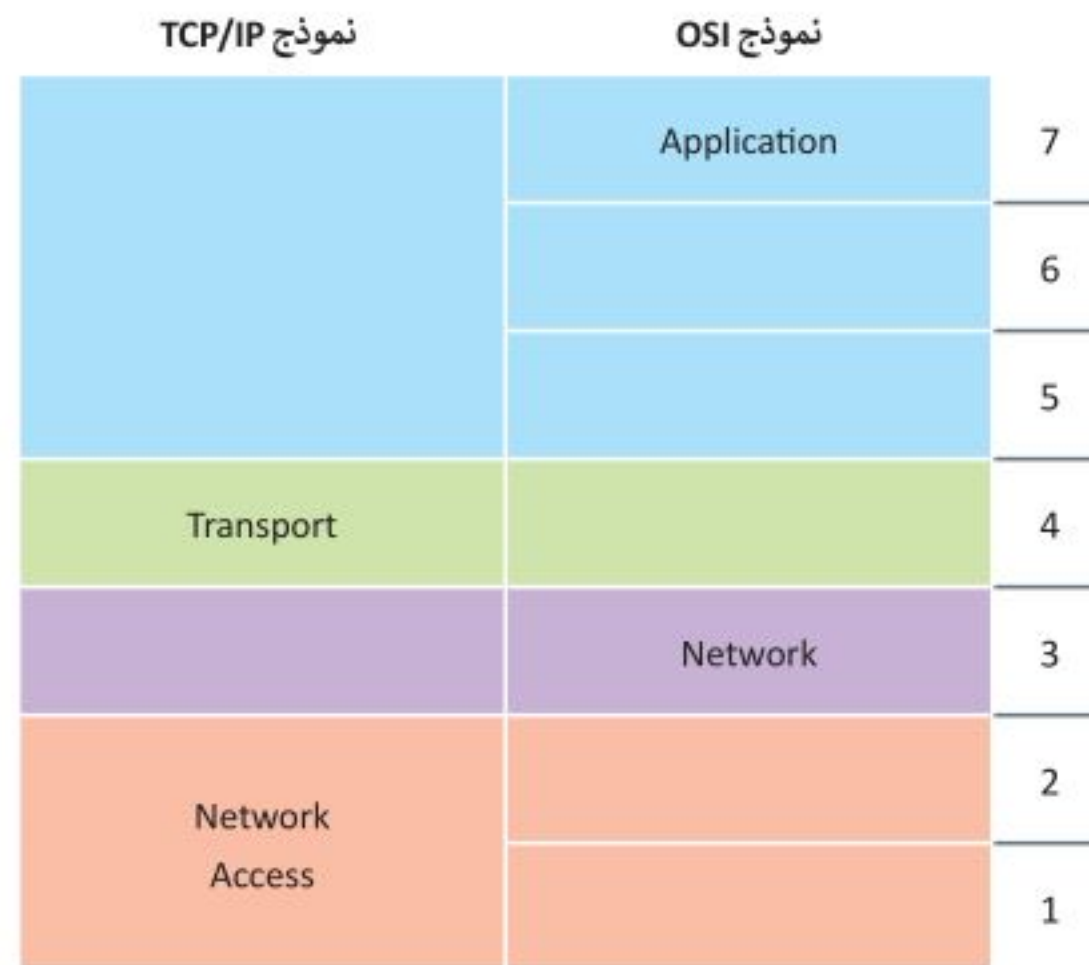 نموذج OSI
نموذج TCP/IP
7
Application
6
5
4
Transport
3
Network
2
Network
Access
1